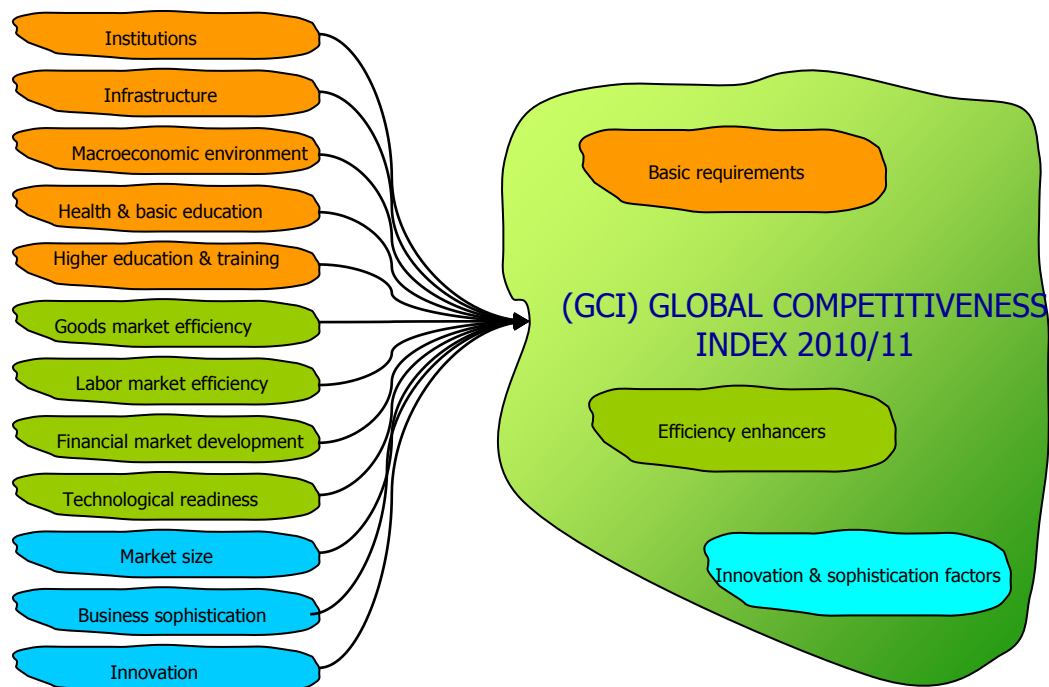 Institutions
Infrastructure
Macroeconomic environment
Health & basic education
Higher education & training
Goods market efficiency
Labor market efficiency
Financial market development
Technological readiness
Market size
Business sophistication
Innovation
Basic requirements
(GCI) GLOBAL COMPETITIVENESS
INDEX 2010/11
Efficiency enhancers
Innovation & sophistication factors